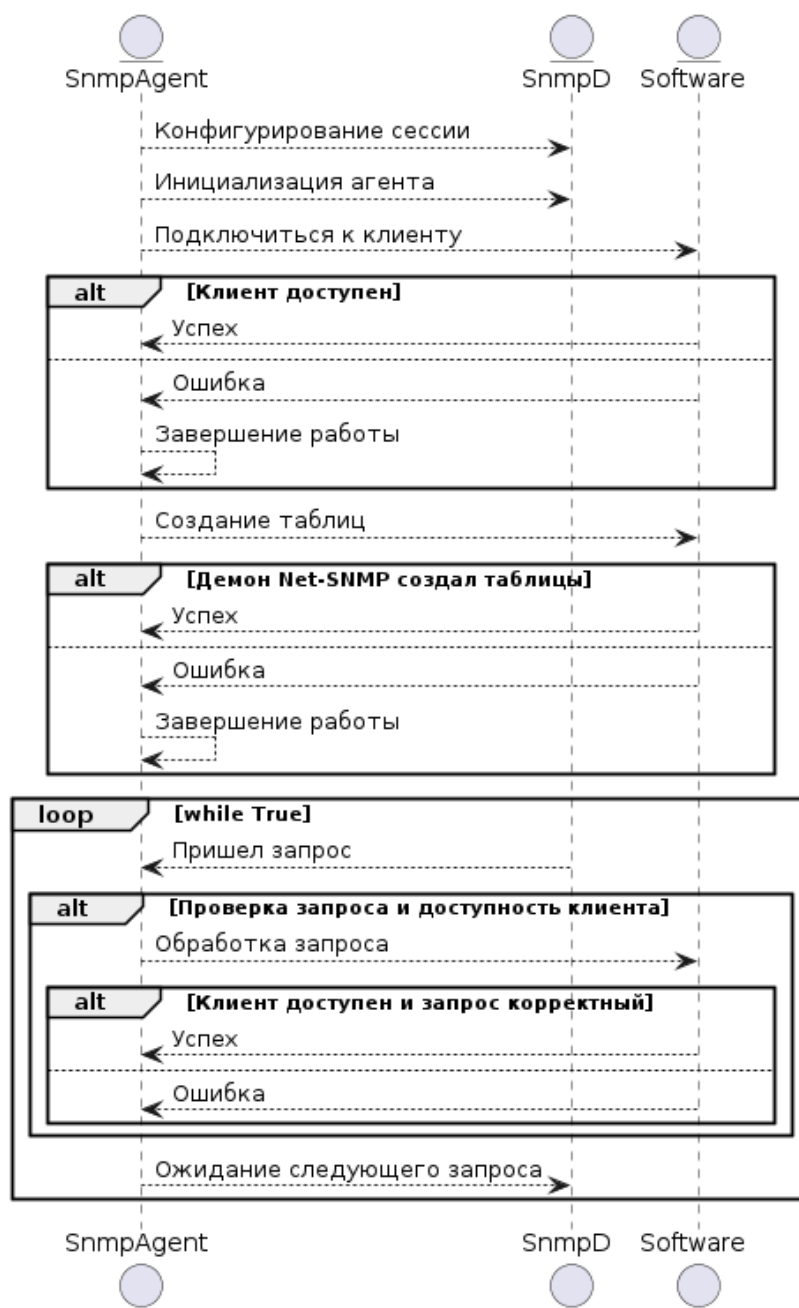 SnmpAgent SnmpD Software
Конфигурирование сессии
Инициализация агента
Подключиться к клиенту
alt [Клиент доступен]
Успех
Ошибка
Завершение работы
Создание таблиц
alt [Демон Net-SNMP создал таблицы]
Успех
Ошибка
Завершение работы
loop [while True]
Пришел запрос
alt [Проверка запроса и доступность клиента]
Обработка запроса
alt [Клиент доступен и запрос корректный]
Успех
Ошибка
Ожидание следующего запроса
SnmpAgent SnmpD Software